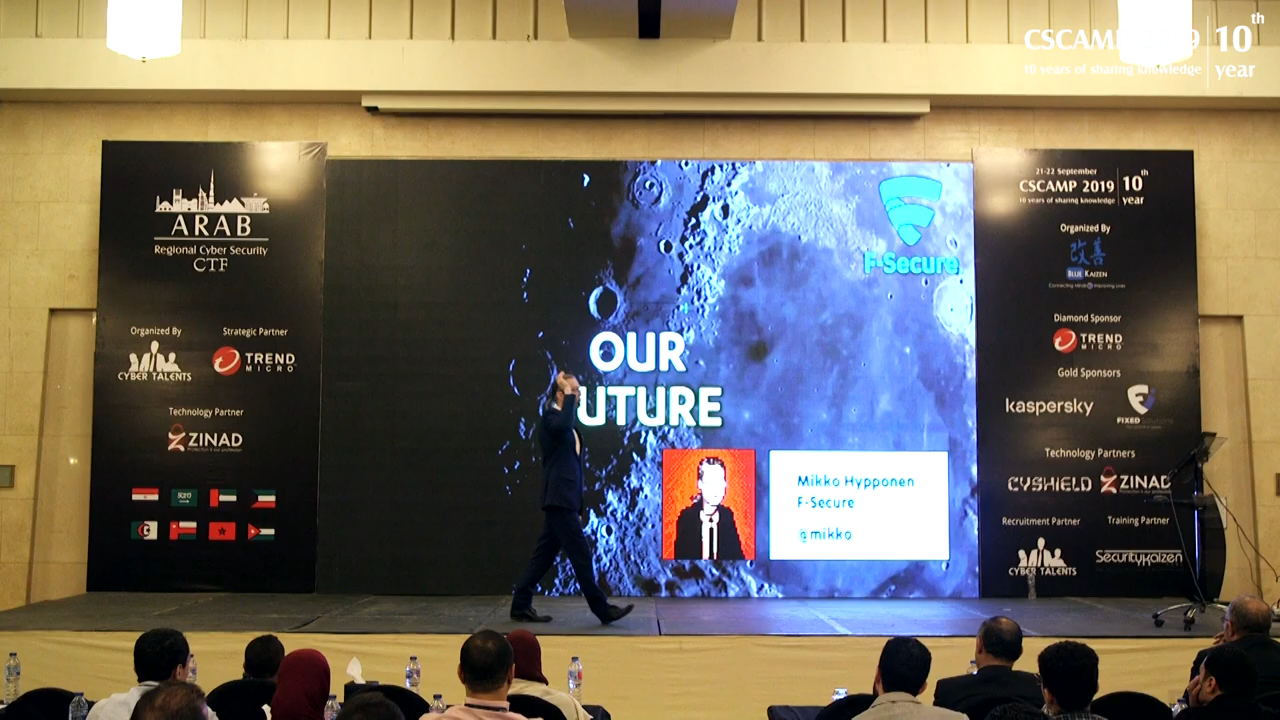 CSCAMP 2019
10 years of sharing knowledge
10th
year
ARAB
Regional Cyber Security
CTF
Organized By
CYBER TALENTS
Strategic Partner
TREND
MICRO
Technology Partner
ZINAD
F-Secure
OUR
FUTURE
Mikko Hypponen
F-Secure
@mikko
21-22 September
CSCAMP 2019
10 years of sharing knowledge
10th
year
Organized By
改善
BLUE KAIZEN
Diamond Sponsor
TREND
MICRO
Gold Sponsors
kaspersky
FIXED
Technology Partners
CYSHIELD
ZINAD
Recruitment Partner
CYBER TALENTS
Training Partner
Securitykaizen